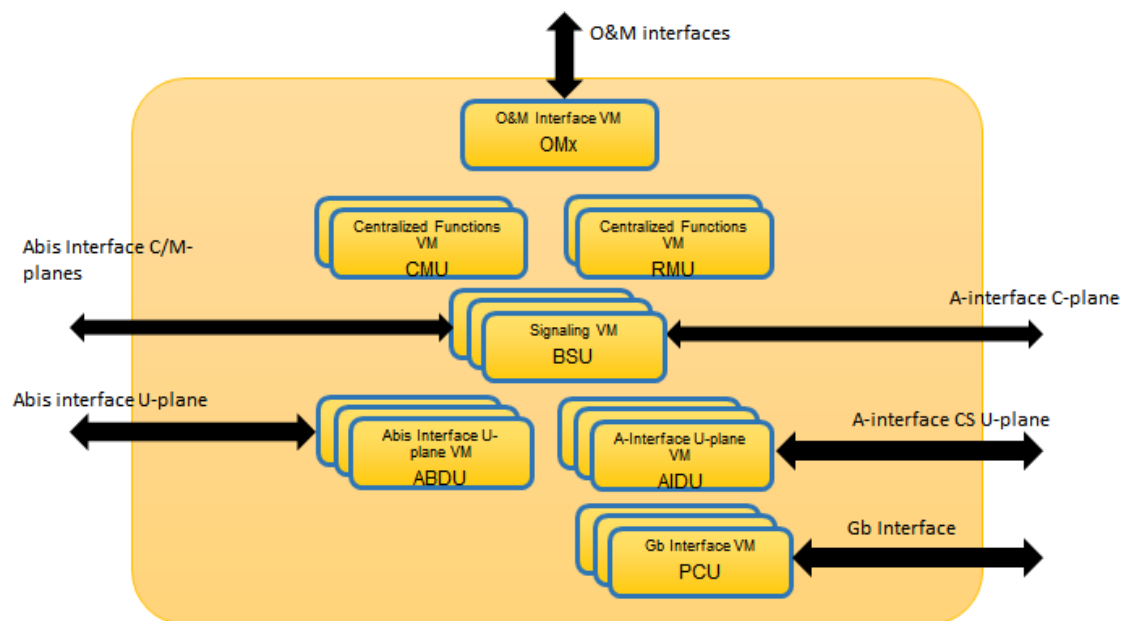 O&M interfaces
O&M Interface VM
OMx
Centralized Functions
VM
CMU
Centralized Functions
VM
RMU
Abis Interface C/M-
planes
A-interface C-plane
Signaling VM
BSU
Abis interface U-plane
A-interface CS U-plane
Abis Interface U-
plane VM
ABDU
A-Interface U-plane
VM
AIDU
Gb Interface
Gb Interface VM
PCU